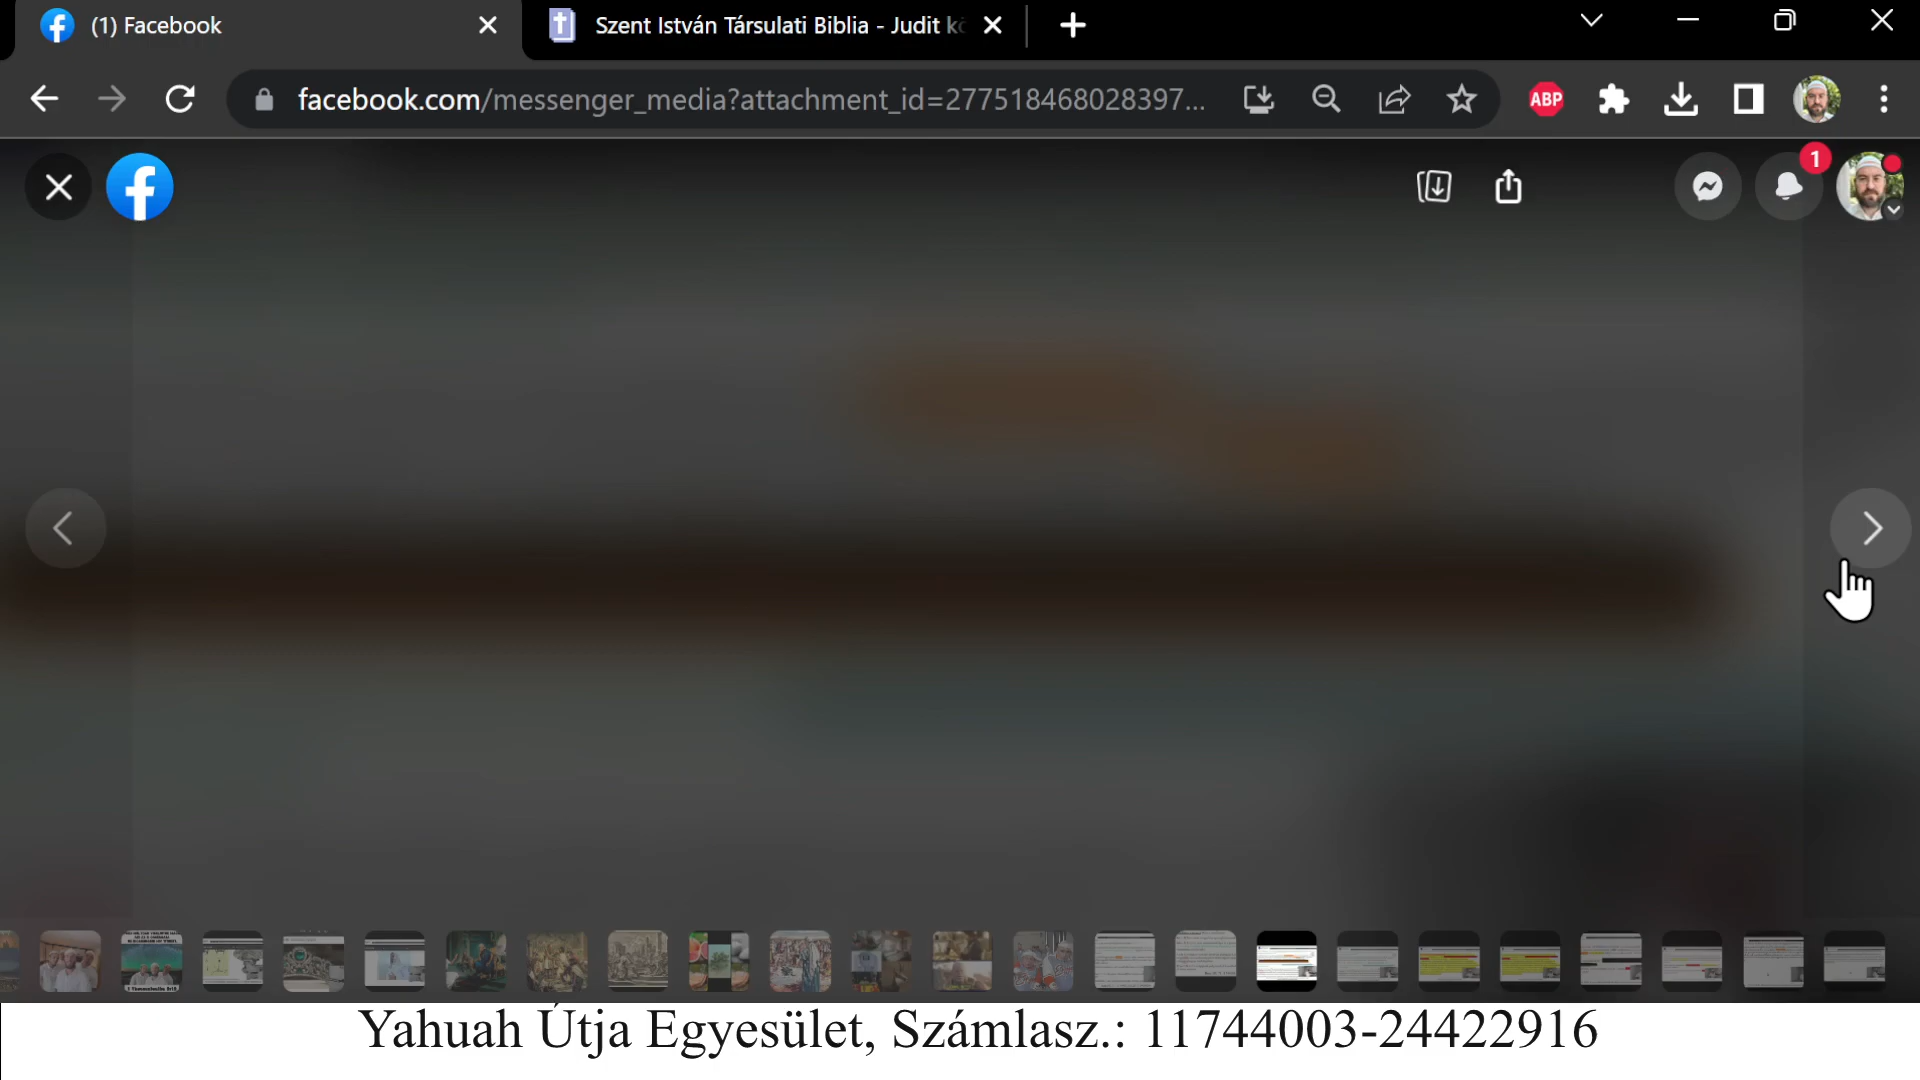 (1) Facebook
Szent István Társulati Biblia - Judit
facebook.com/messenger_media?attachment_id=277518468028397...
ABP
1
Yahuah Útja Egyesület, Számlasz.: 11744003-24422916